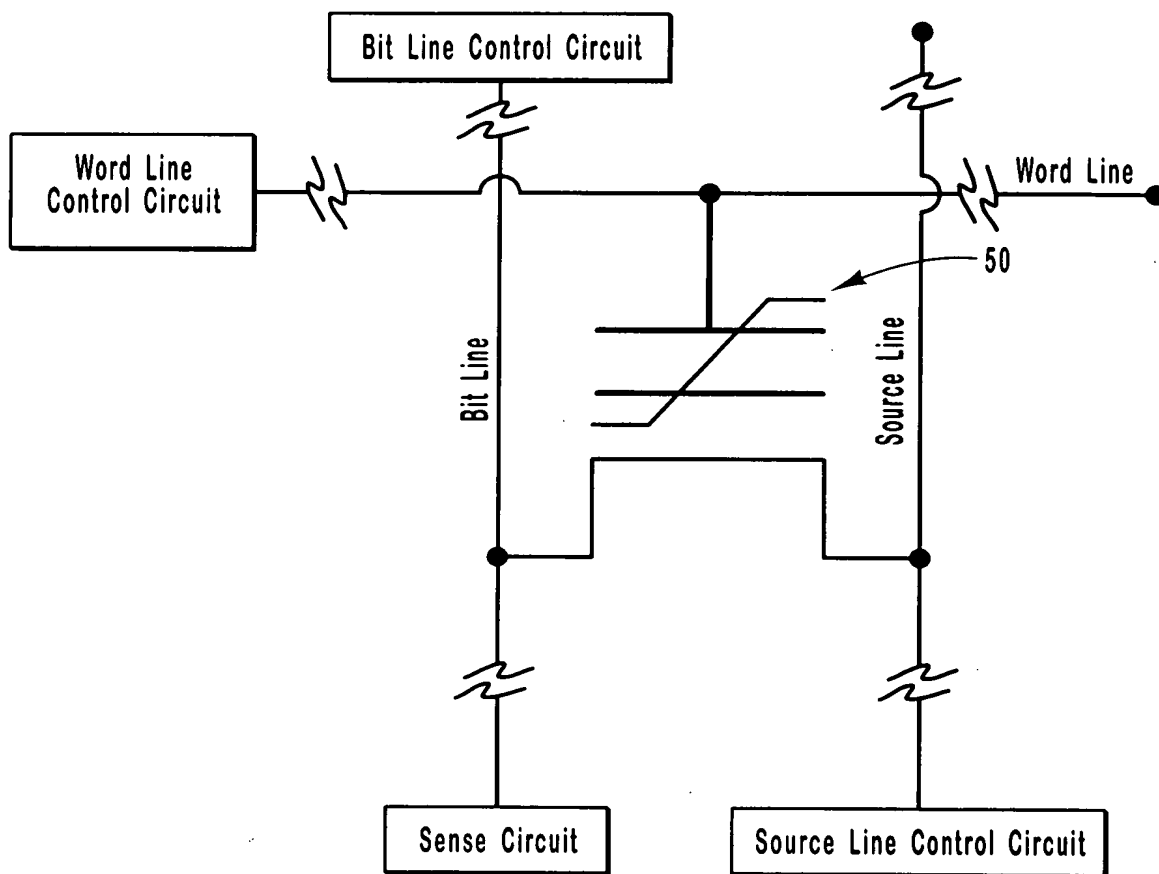 Bit Line Control Circuit
Word Line
Control Circuit
Word Line
50
Bit Line
Source Line
Sense Circuit
Source Line Control Circuit